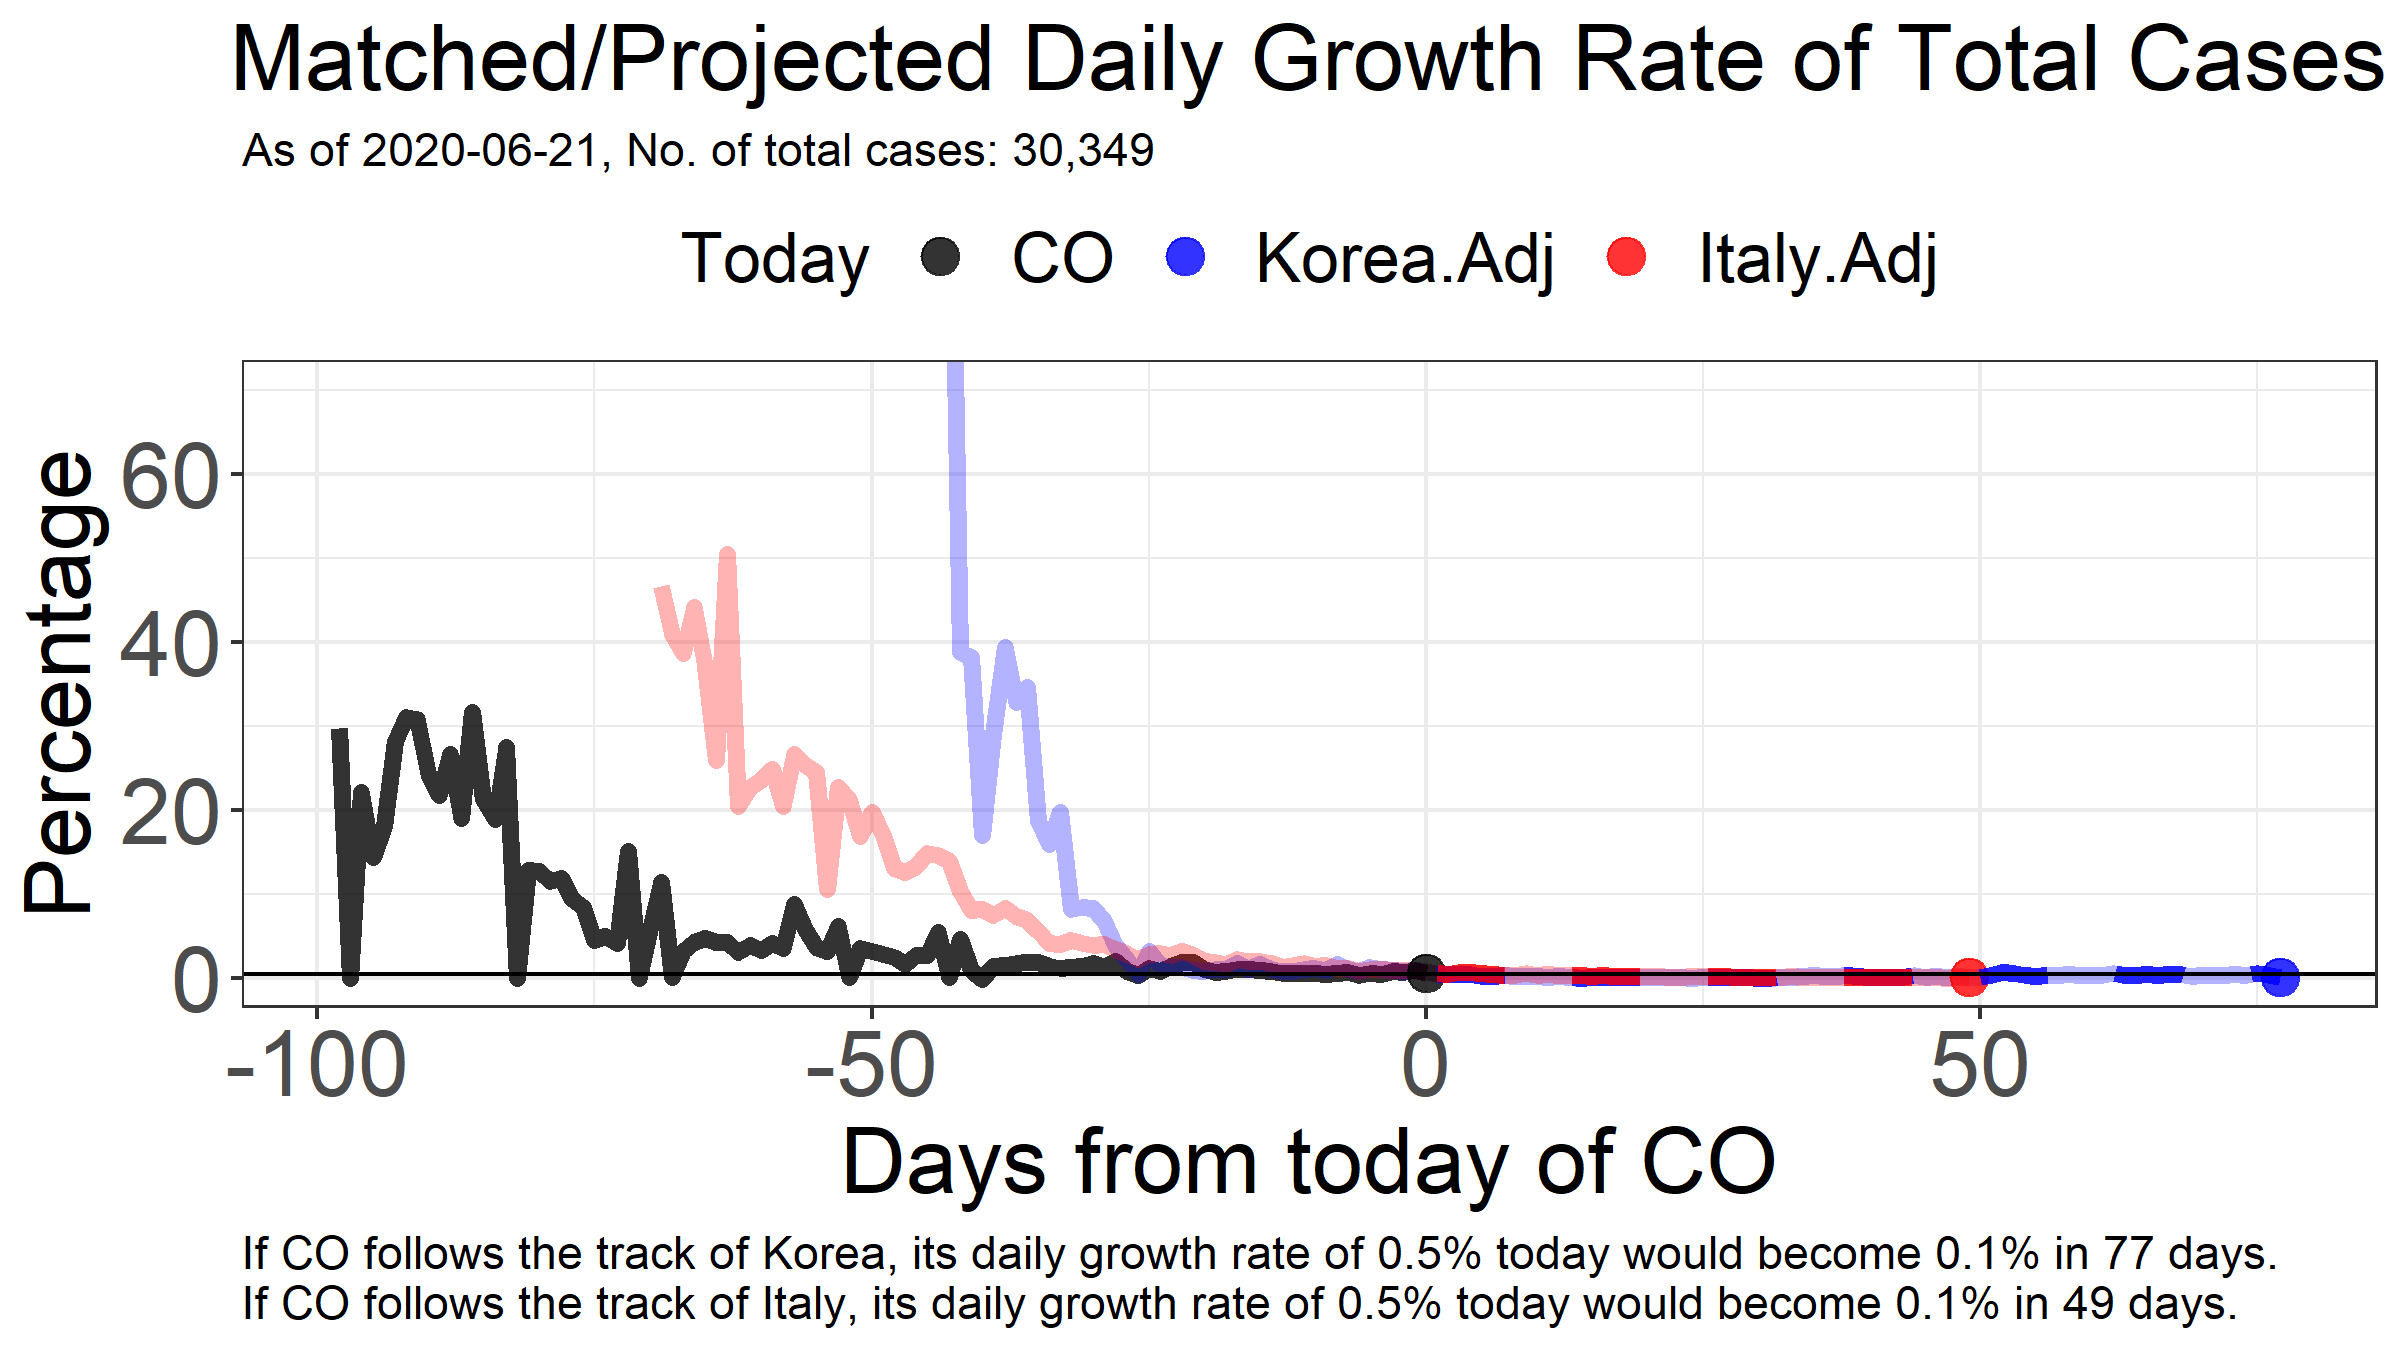 Matched/Projected Daily Growth Rate of Total Cases
As of 2020-06-21, No. of total cases: 30,349
Today CO Korea.Adj Italy.Adj
Percentage
60
40
20
0
-100 -50 0 50
Days from today of CO
If CO follows the track of Korea, its daily growth rate of 0.5% today would become 0.1% in 77 days.
If CO follows the track of Italy, its daily growth rate of 0.5% today would become 0.1% in 49 days.